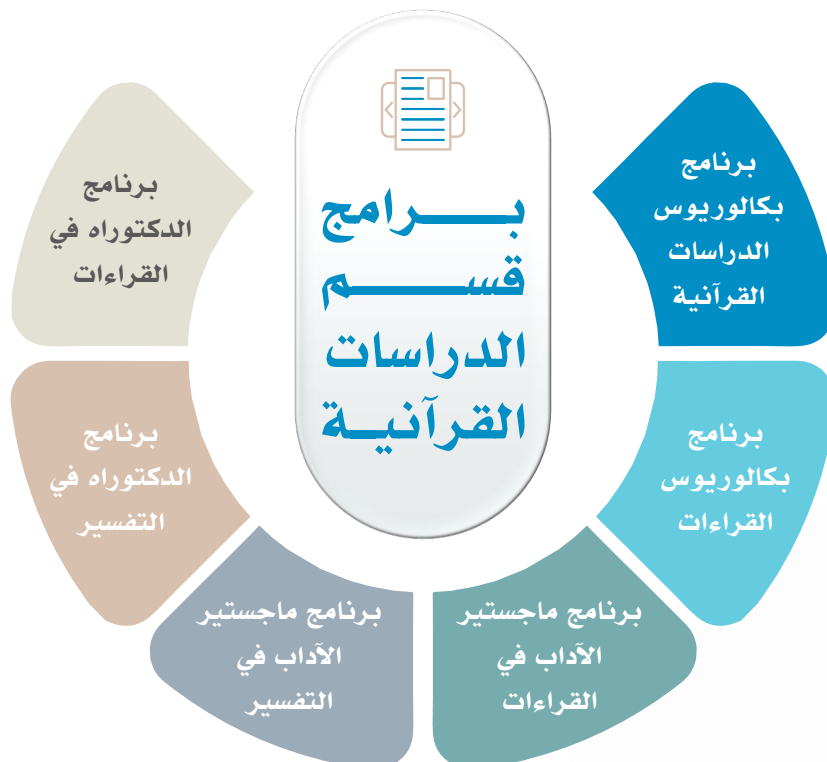 برامج
قسم
الدراسات
القرآنية
برنامج
بكالوريوس
الدراسات
القرآنية
برنامج
بكالوريوس
القراءات
برنامج ماجستير
الآداب في
القراءات
برنامج ماجستير
الآداب في
التفسير
برنامج
الدكتوراه في
التفسير
برنامج
الدكتوراه في
القراءات